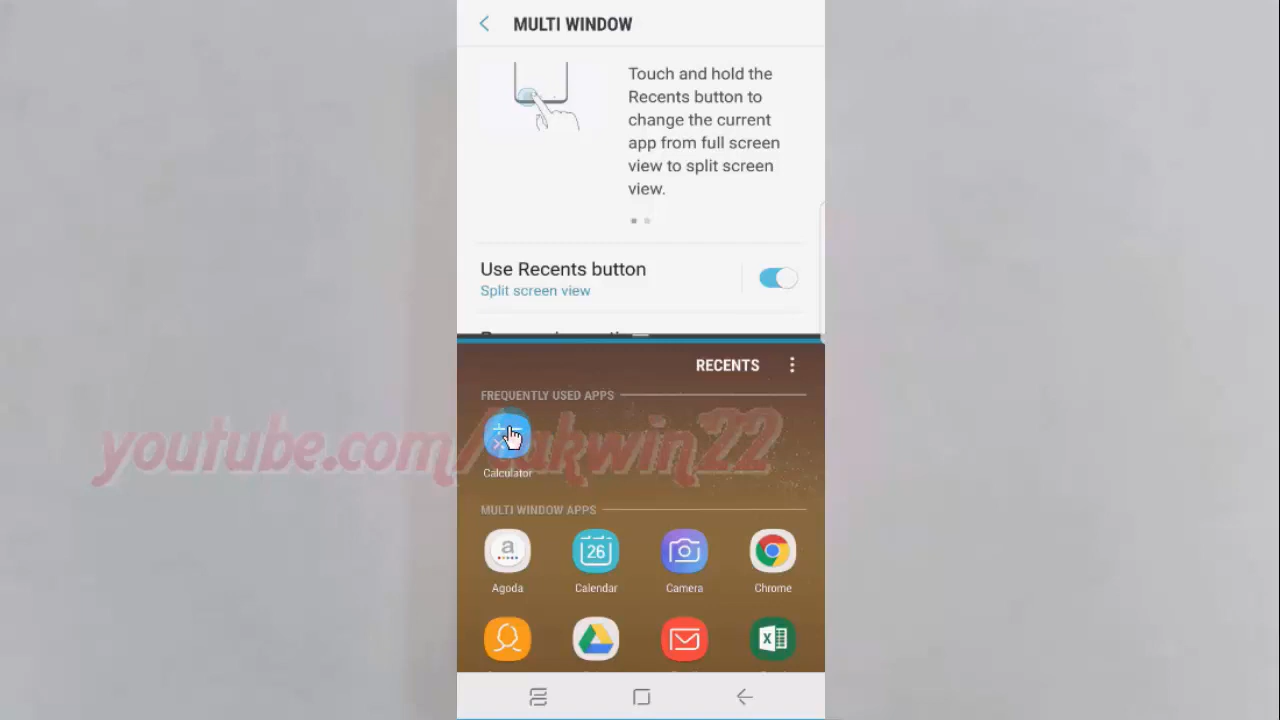 MULTI WINDOW
Touch and hold the
Recents button to
change the current
app from full screen
view to split screen
view.
Use Recents button
Split screen view
RECENTS
FREQUENTLY USED APPS
youtube.com/
Calculator
MULTI WINDOW APPS
a
26
Agoda
Calendar
Camera
Chrome